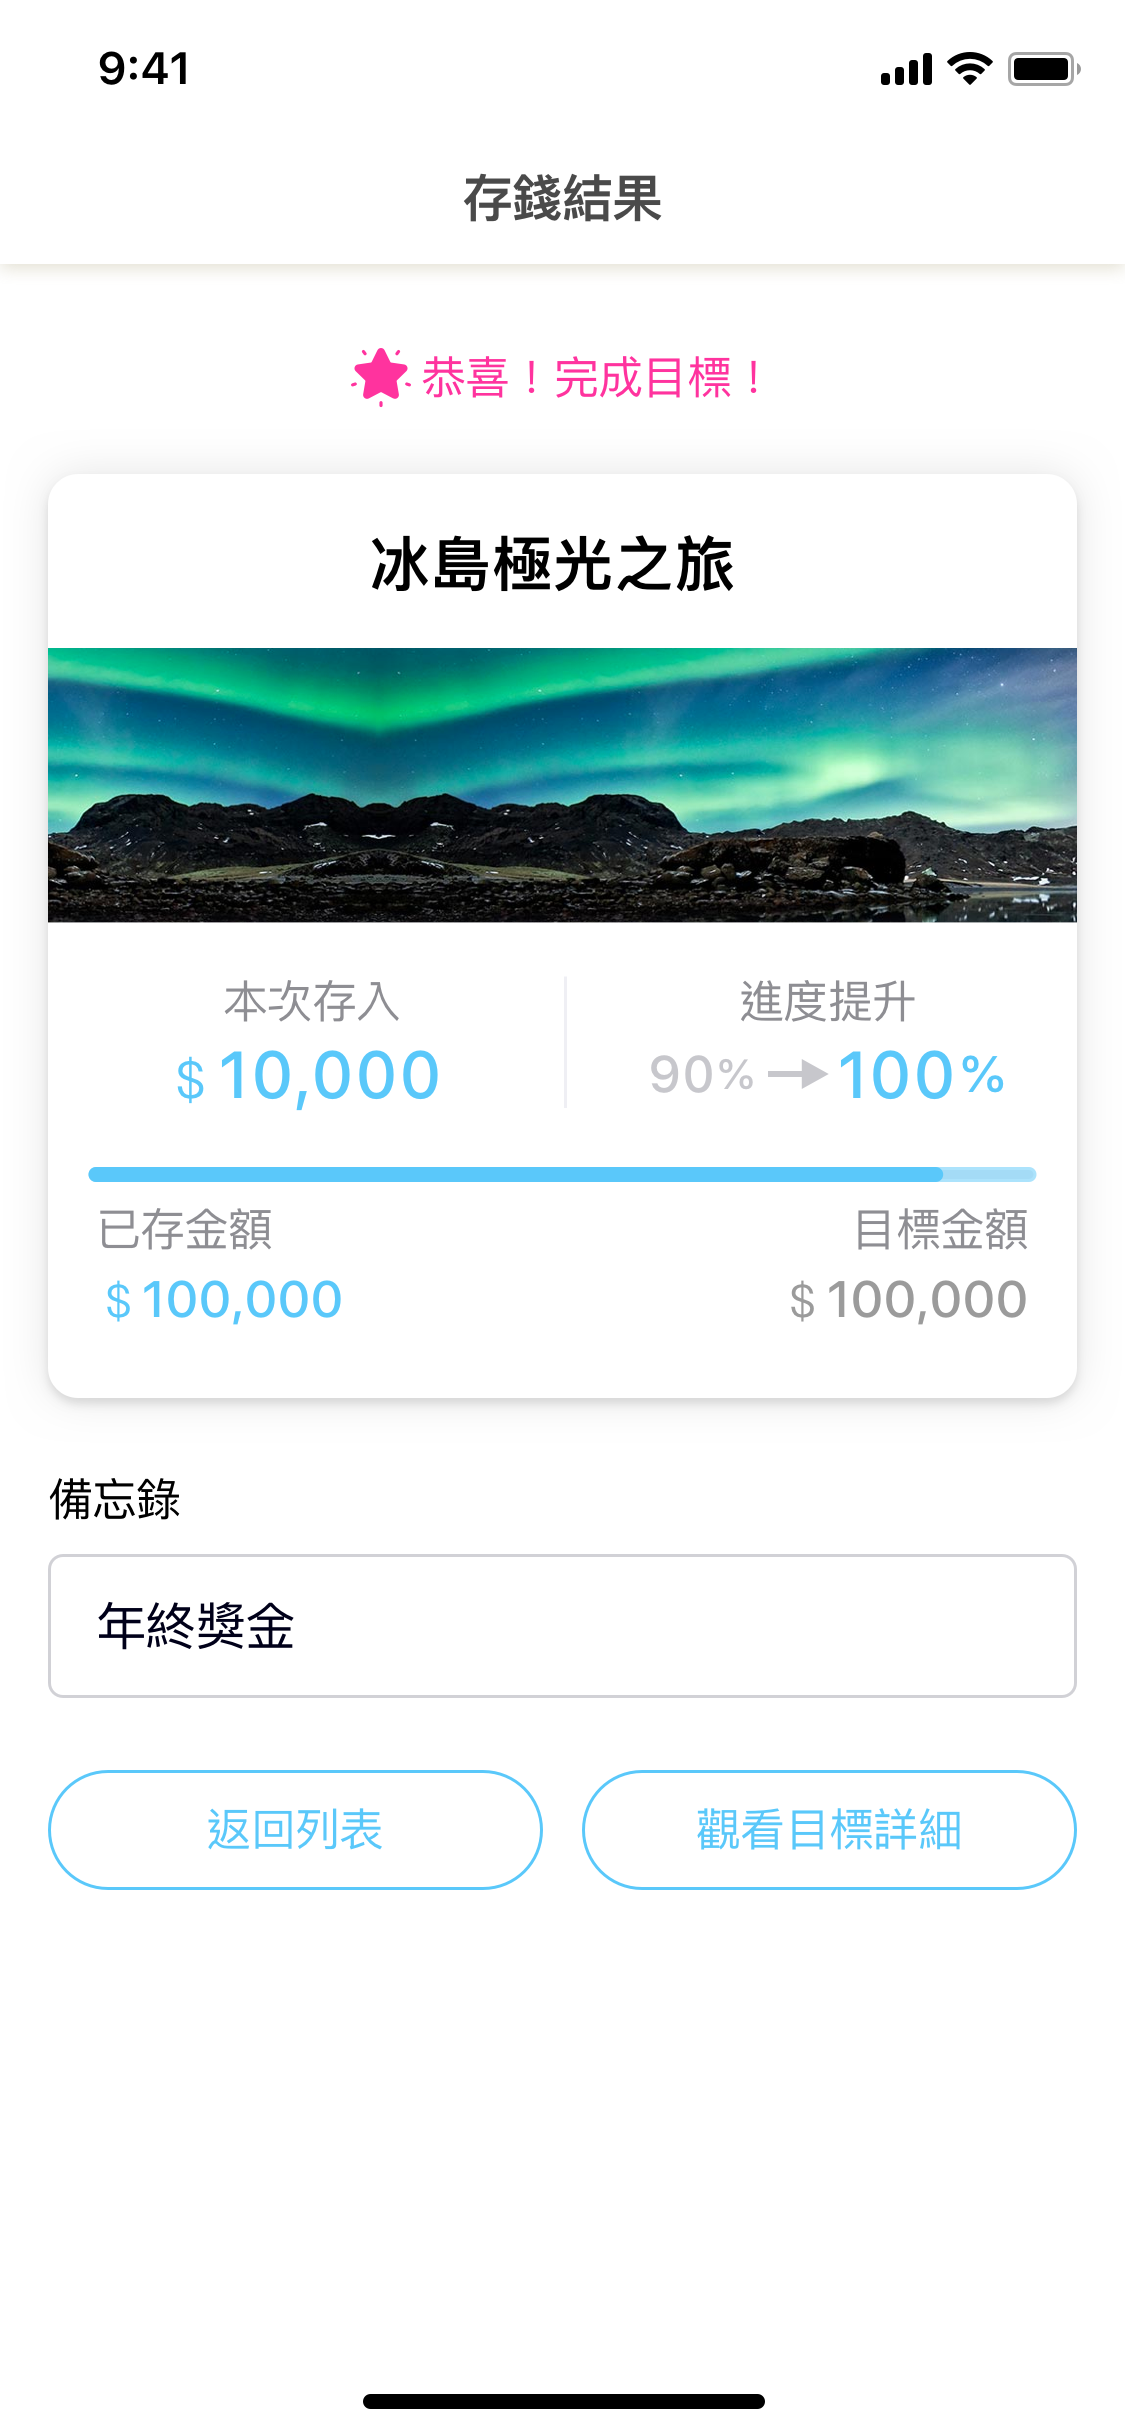 9:41
存錢結果
恭喜！完成目標！
冰島極光之旅
本次存入
進度提升
$ 10,000
90% 100%
已存金額
目標金額
$ 100,000
$ 100,000
備忘錄
年終獎金
返回列表
觀看目標詳細